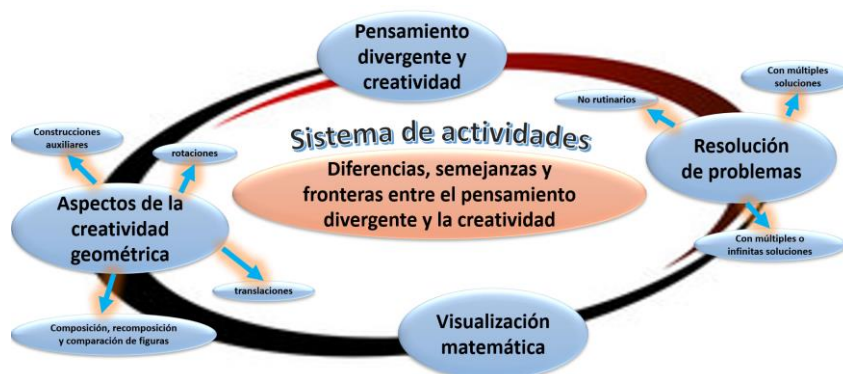 Pensamiento
divergente y
creatividad
Con múltiples
soluciones
No rutinarios
Construcciones
auxiliares
rotaciones
Sistema de actividades
Resolución
de problemas
Diferencias, semejanzas y
fronteras entre el pensamiento
divergente y la creatividad
Aspectos de la
creatividad
geométrica
Con múltiples o
infinitas soluciones
translaciones
Composición, recomposición
y comparación de figuras
Visualización
matemática